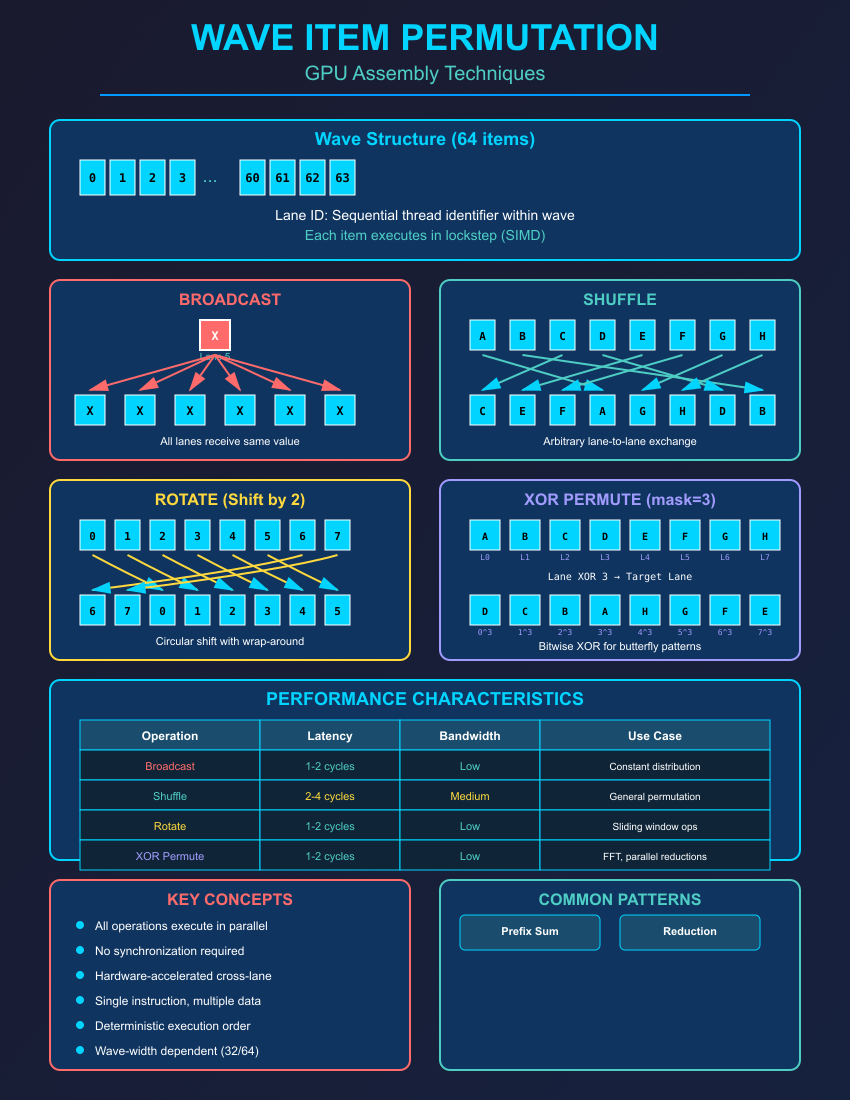 WAVE ITEM PERMUTATION
GPU Assembly Techniques
Wave Structure (64 items)
0 1 2 3 ... 60 61 62 63
Lane ID: Sequential thread identifier within wave
Each item executes in lockstep (SIMD)
BROADCAST
X
X X X X X X
All lanes receive same value
SHUFFLE
A B C D E F G H
C E F A G H D B
Arbitrary lane-to-lane exchange
ROTATE (Shift by 2)
0 1 2 3 4 5 6 7
6 7 0 1 2 3 4 5
Circular shift with wrap-around
XOR PERMUTE (mask=3)
A B C D E F G H
L0 L1 L2 L3 L4 L5 L6 L7
Lane XOR 3 → Target Lane
D C B A H G F E
0^3 1^3 2^3 3^3 4^3 5^3 6^3 7^3
Bitwise XOR for butterfly patterns
PERFORMANCE CHARACTERISTICS
Operation Latency Bandwidth Use Case
Broadcast 1-2 cycles Low Constant distribution
Shuffle 2-4 cycles Medium General permutation
Rotate 1-2 cycles Low Sliding window ops
XOR Permute 1-2 cycles Low FFT, parallel reductions
KEY CONCEPTS
All operations execute in parallel
No synchronization required
Hardware-accelerated cross-lane
Single instruction, multiple data
Deterministic execution order
Wave-width dependent (32/64)
COMMON PATTERNS
Prefix Sum Reduction